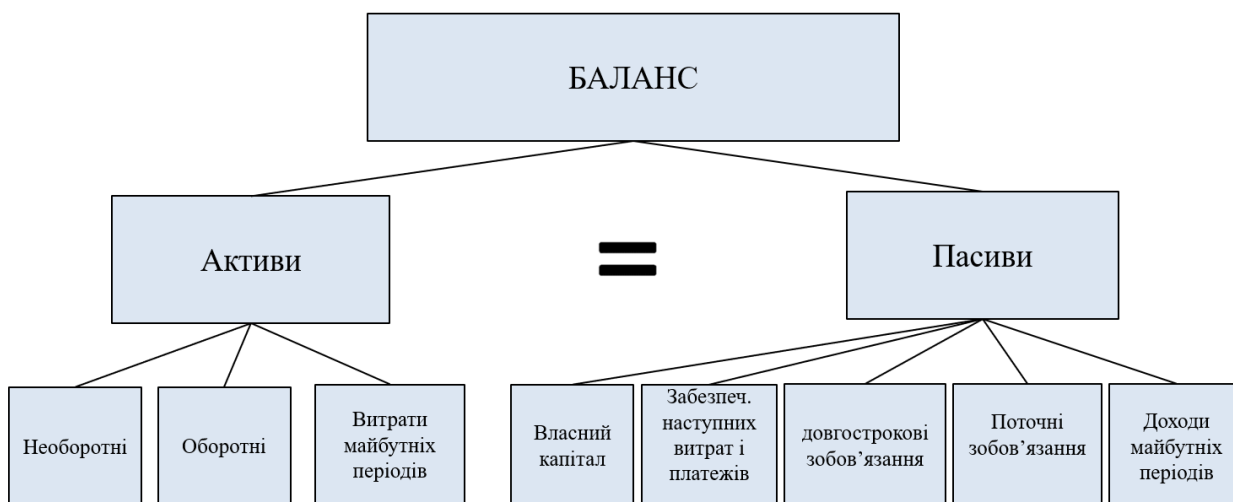 БАЛАНС
Активи
=
Пасиви
Необоротні
Оборотні
Витрати
майбутніх
періодів
Власний
капітал
Забезпеч.
наступних
витрат і
платежів
довгострокові
зобов’язання
Поточні
зобов’язання
Доходи
майбутніх
періодів